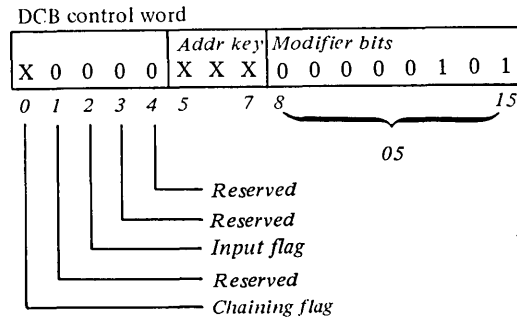 DCB control word
Addr key Modifier bits
X 0 0 0 0 X X X 0 0 0 0 0 1 0 1
0 1 2 3 4 5 7 8 15
05
Reserved
Reserved
Input flag
Reserved
Chaining flag